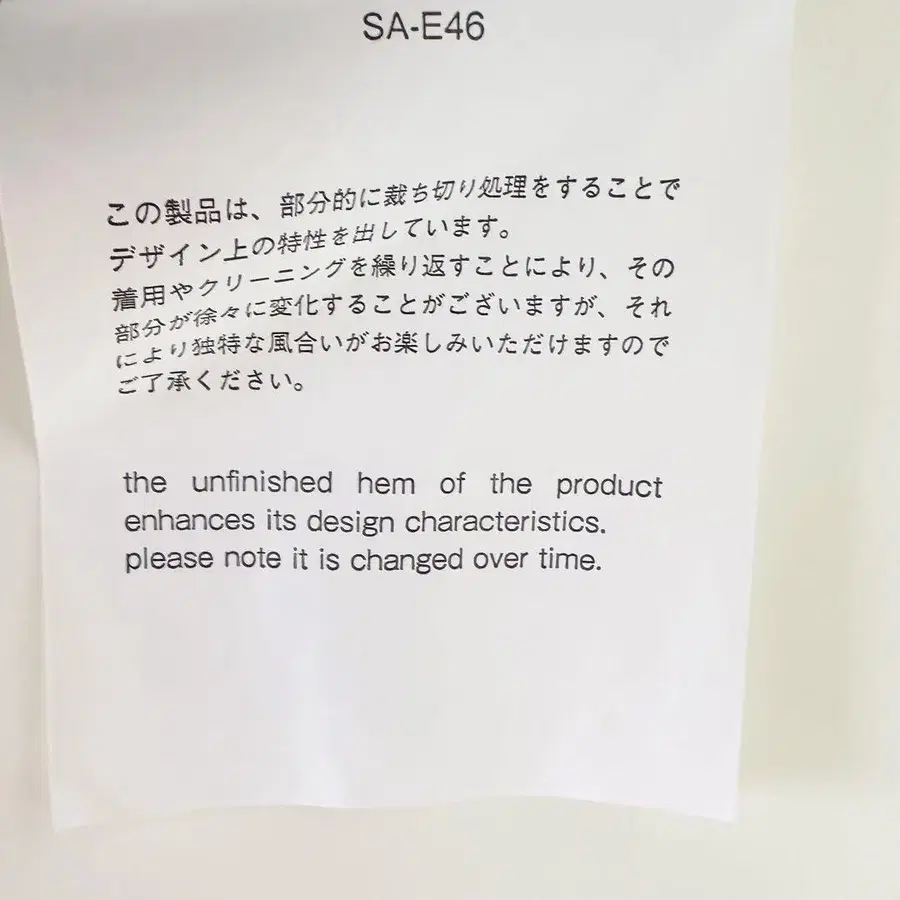 SA-E46
この製品は、部分的に裁ち切り処理をすることで
デザイン上の特性を出しています。
着用やクリーニングを繰り返すことにより、その
部分が徐々に変化することがございますが、それ
により独特な風合いがお楽しみいただけますので
ご了承ください。
the unfinished hem of the product
enhances its design characteristics.
please note it is changed over time.